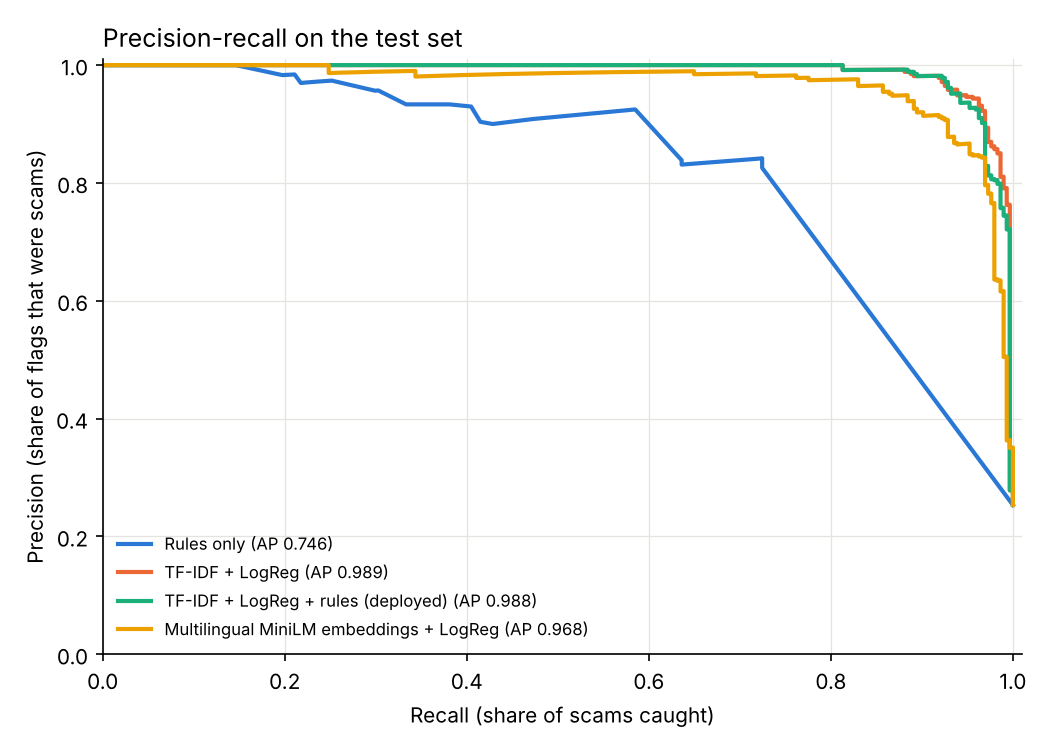 Precision-recall on the test set
1.0
0.8
0.6
0.4
0.2
0.0
Precision (share of flags that were scams)
Rules only (AP 0.746)
TF-IDF + LogReg (AP 0.989)
TF-IDF + LogReg + rules (deployed) (AP 0.988)
Multilingual MiniLM embeddings + LogReg (AP 0.968)
0.0 0.2 0.4 0.6 0.8 1.0
Recall (share of scams caught)